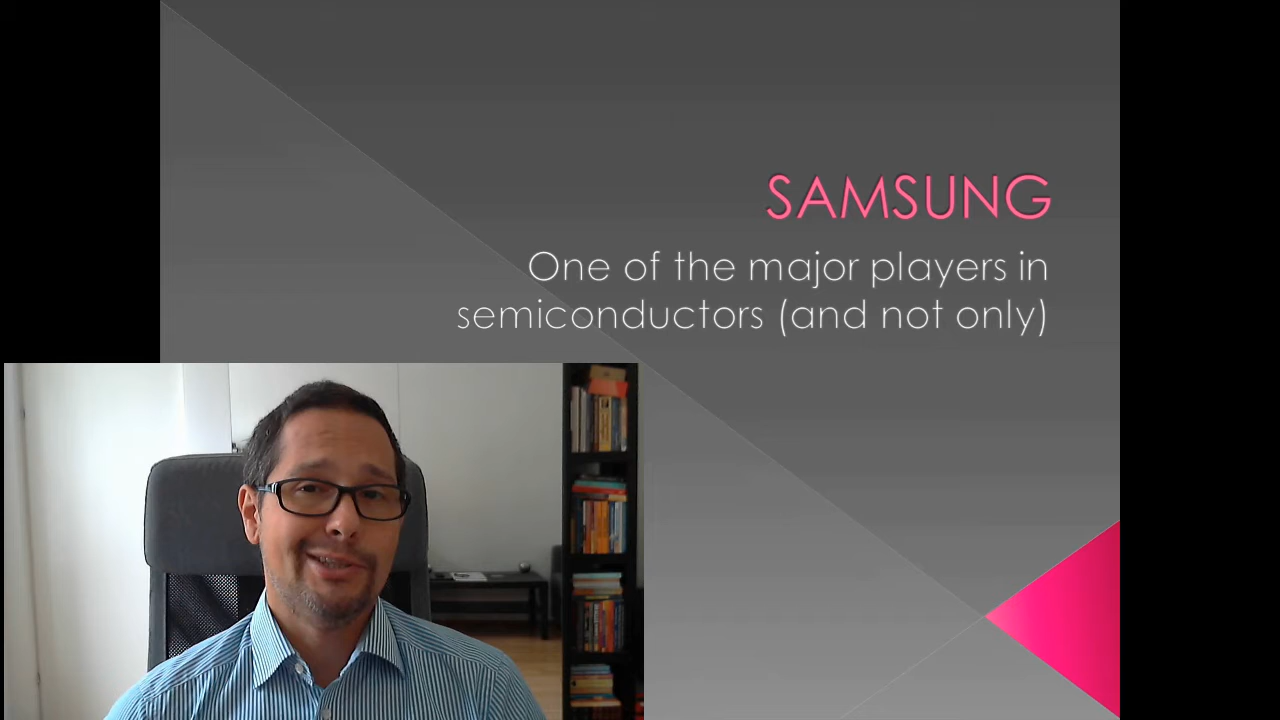 SAMSUNG
One of the major players in
semiconductors (and not only)